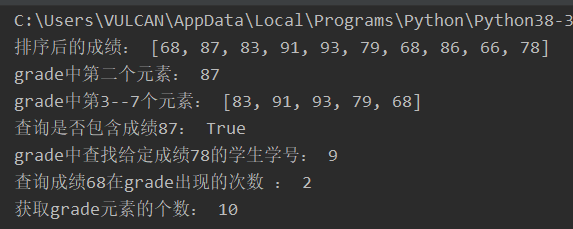 C:\Users\VULCAN\AppData\Local\Programs\Python\Python38-3
排序后的成绩： [68, 87, 83, 91, 93, 79, 68, 86, 66, 78]
grade中第二个元素： 87
grade中第3--7个元素： [83, 91, 93, 79, 68]
查询是否包含成绩87： True
grade中查找给定成绩78的学生学号： 9
查询成绩68在grade出现的次数 ： 2
获取grade元素的个数： 10